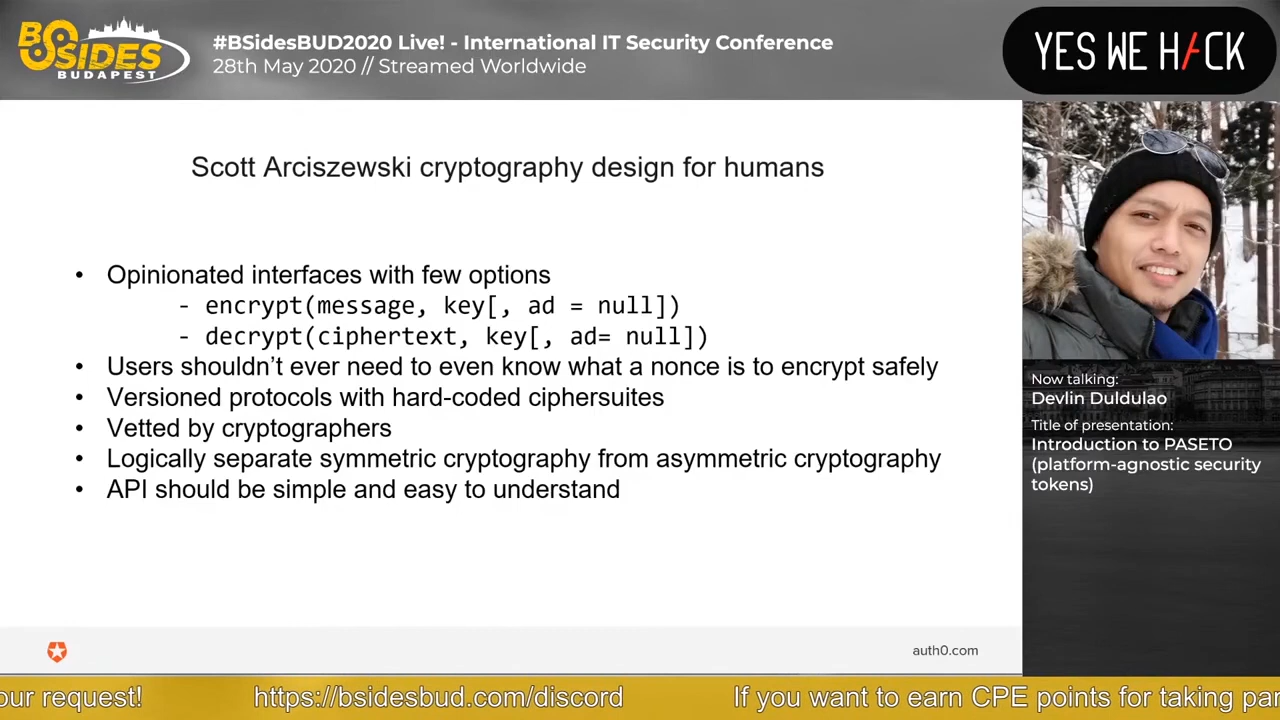 BSIDES
BUDAPEST
#BSidesBUD2020 Live! - International IT Security Conference
28th May 2020 // Streamed Worldwide
YES WE H/CK
Scott Arciszewski cryptography design for humans
• Opinionated interfaces with few options
- encrypt(message, key[, ad = null])
- decrypt(ciphertext, key[, ad= null])
• Users shouldn’t ever need to even know what a nonce is to encrypt safely
• Versioned protocols with hard-coded ciphersuites
• Vetted by cryptographers
• Logically separate symmetric cryptography from asymmetric cryptography
• API should be simple and easy to understand
Now talking:
Devlin Duldulao
Title of presentation:
Introduction to PASETO
(platform-agnostic security
tokens)
auth0.com
our request! https://bsidesbud.com/discord If you want to earn CPE points for taking par